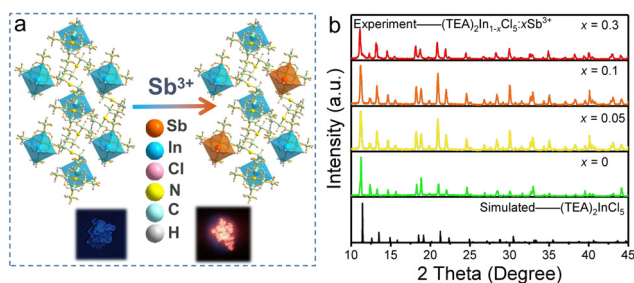 a
Sb³⁺
Sb
In
Cl
N
C
H
b
Experiment——(TEA)₂In₁₋ₓCl₅:xSb³⁺
x = 0.3
x = 0.1
x = 0.05
x = 0
Simulated——(TEA)₂InCl₅
Intensity (a.u.)
10 15 20 25 30 35 40 45
2 Theta (Degree)